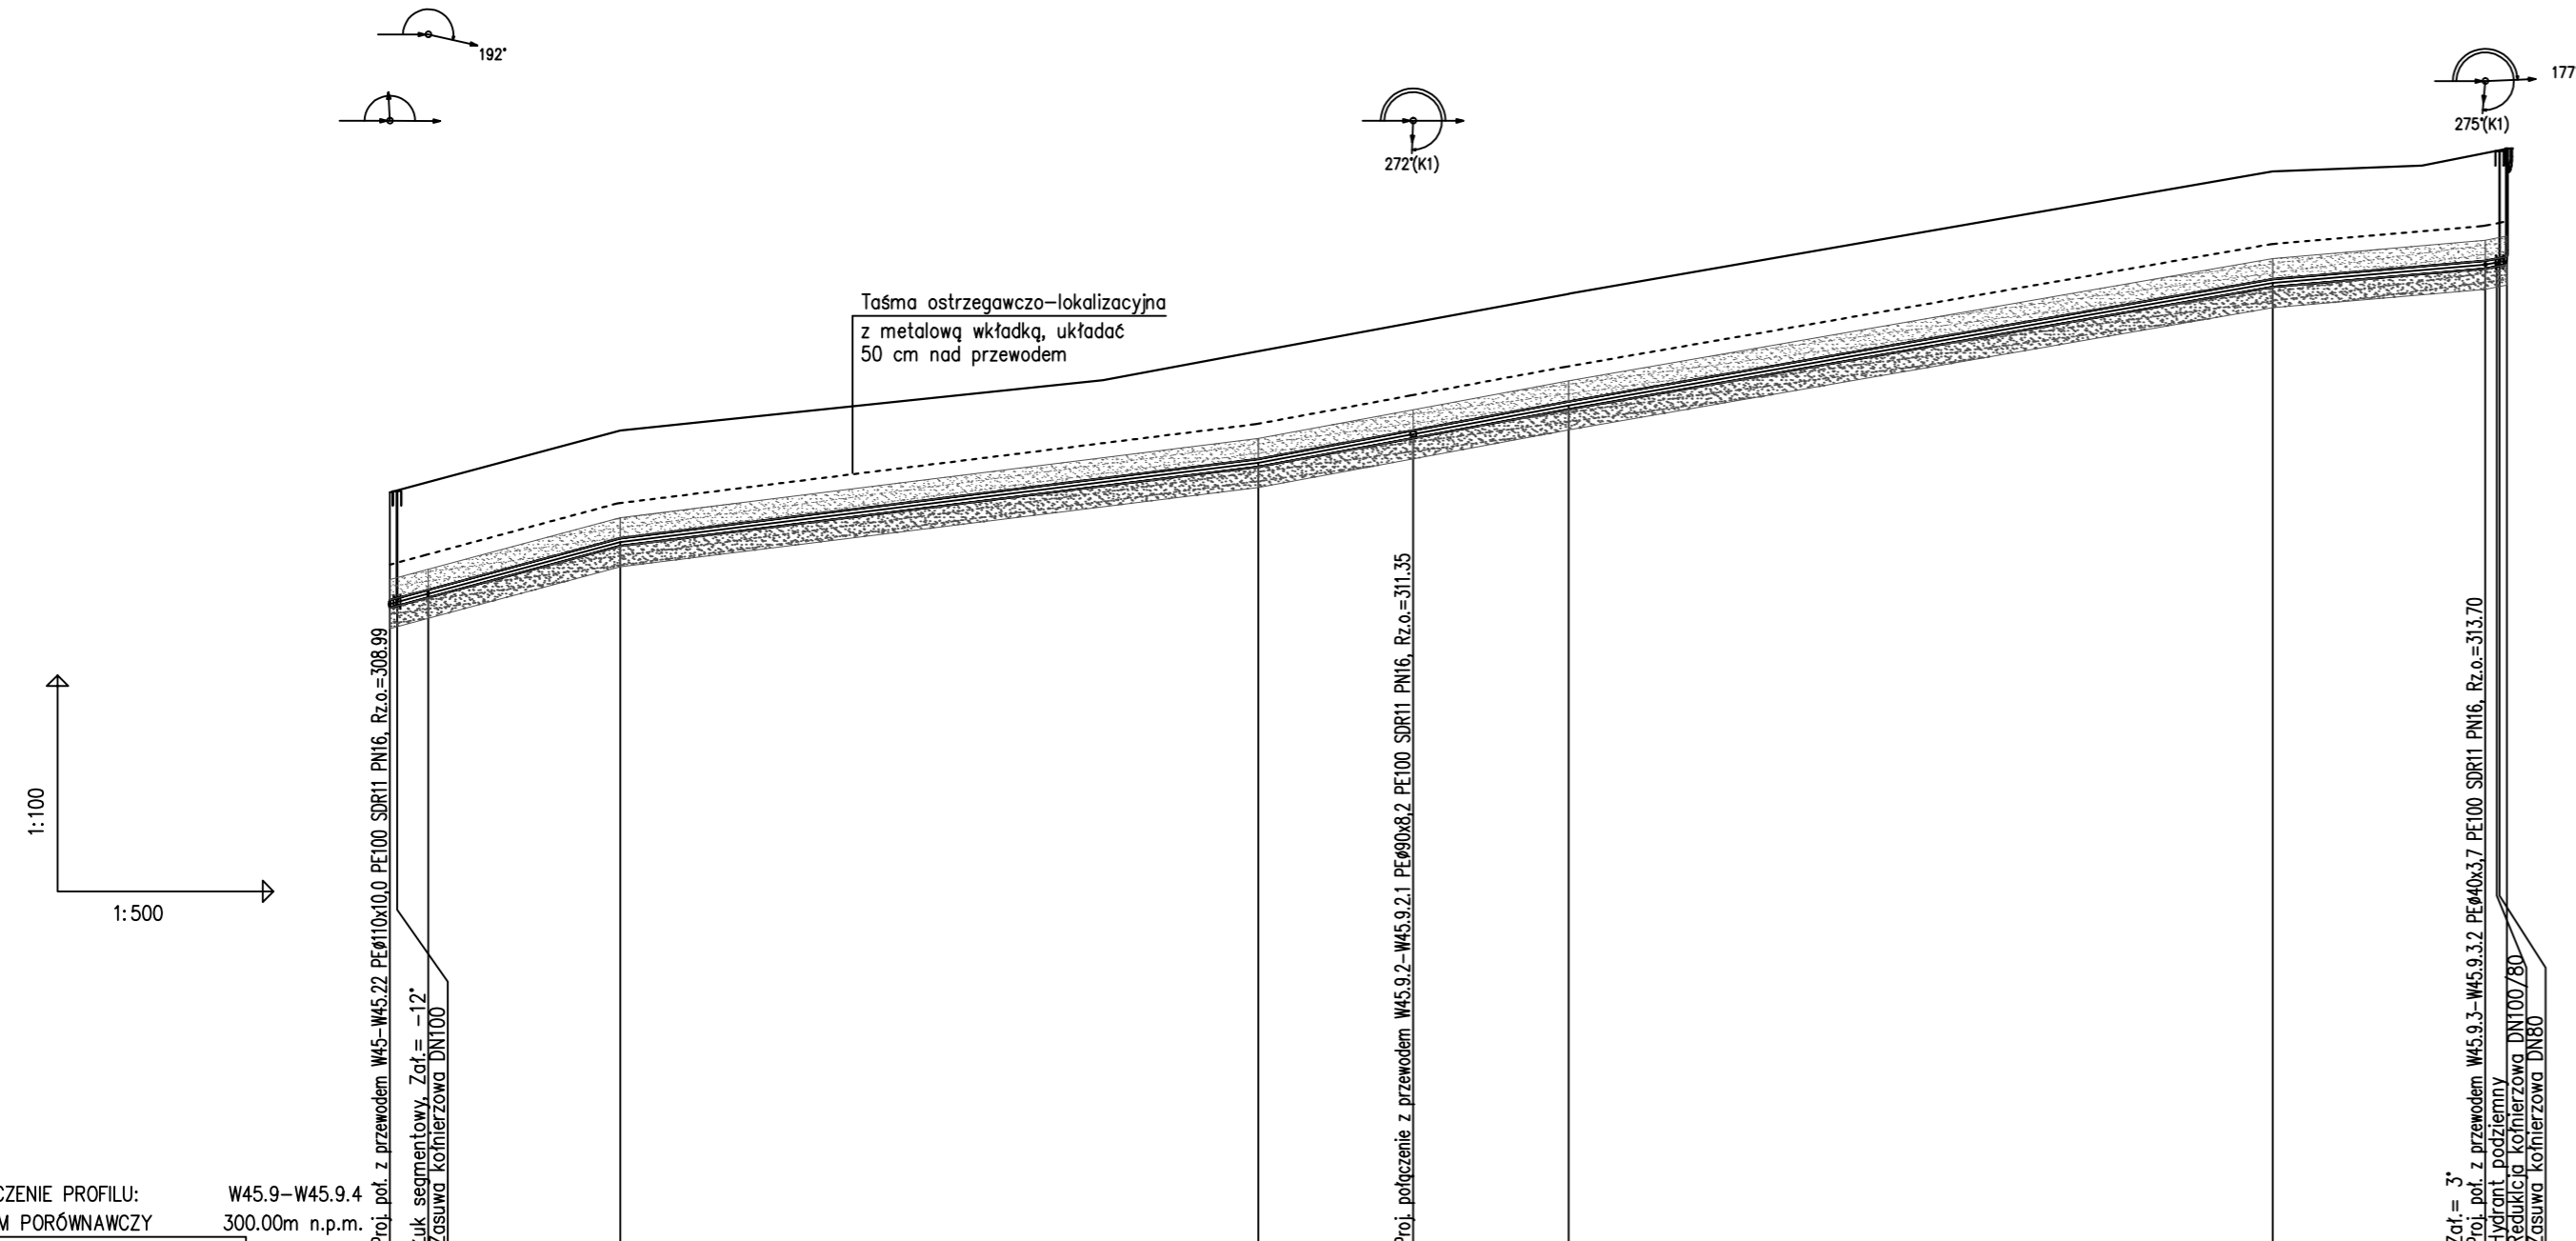 192°
177
272°(K1)
275°(K1)
Taśma ostrzegawczo-lokalizacyjna
z metalową wkładką, układać
50 cm nad przewodem
1:100
1:500
Proj. poł. z przewodem W45-W45.22 PEø110x10,0 PE100 SDR11 PN16, Rz.o.=308.99
Łuk segmentowy, Zał.= -12°
Zasuwa kołnierzowa DN100
Proj. połączenie z przewodem W45.9.2-W45.9.2.1 PEø90x8,2 PE100 SDR11 PN16, Rz.o.=311.35
Zał.= 3°
Proj. poł. z przewodem W45.9.3-W45.9.3.2 PEø40x3,7 PE100 SDR11 PN16, Rz.o.=313.70
Hydrant podziemny
Redukicja kołnierzowa DN100/80
Zasuwa kołnierzowa DN80
CZENIE PROFILU: W45.9-W45.9.4
M PORÓWNAWCZY 300.00m n.p.m.